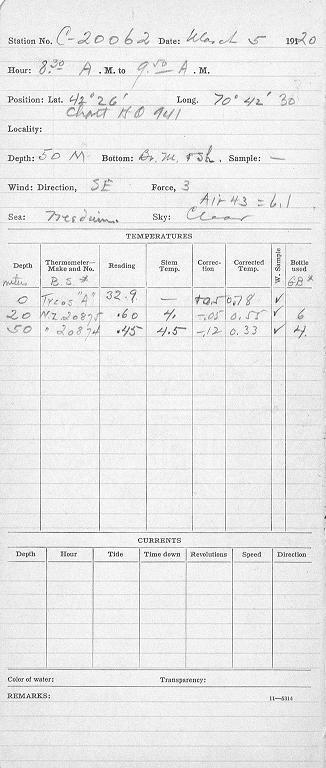 Station No. C-20062 Date: March 5 1920
Hour: 8.30 A.M. to 9.50 A.M.
Position: Lat. 42° 26' Long. 70° 42' 30
Chart HO 941
Locality:
Depth: 50 M Bottom: Br. M. + Sh. Sample: —
Wind: Direction, SE Force, 3
Air 43 = 6.1
Sea: Medium. Sky: Clear
TEMPERATURES
Depth Thermometer— Make and No. Reading Stem Temp. Correc- tion Corrected Temp. W. Sample Bottle used
meters B.S.* GB*
0 Tycos "A" 32.9. — +0.5 0.78 ✓
20 N.Z. 20875 .60 4. -.05 0.55 ✓ 6
50 " 20874 .45 4.5 -.12 0.33 ✓ 4.
CURRENTS
Depth Hour Tide Time down Revolutions Speed Direction
Color of water: Transparency:
REMARKS: 11—5314